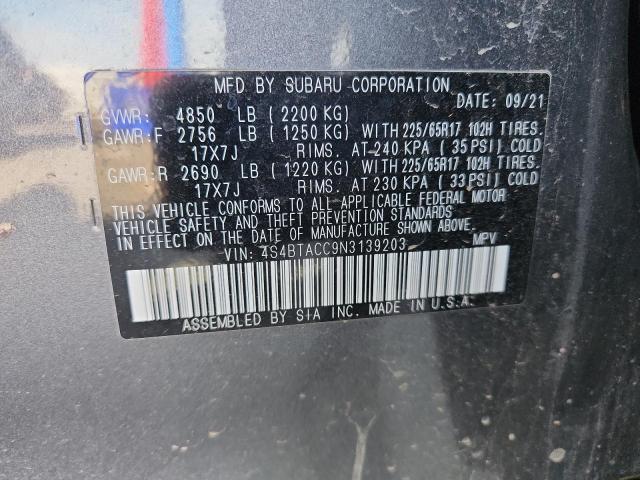 MFD BY SUBARU CORPORATION
DATE: 09/21
GVWR: 4850 LB (2200 KG)
GAWR:F 2756 LB (1250 KG) WITH 225/65R17 102H TIRES.
17X7J RIMS. AT 240 KPA (35 PSI) COLD
GAWR:R 2690 LB (1220 KG) WITH 225/65R17 102H TIRES.
17X7J RIMS. AT 230 KPA (33 PSI) COLD
THIS VEHICLE CONFORMS TO ALL APPLICABLE FEDERAL MOTOR
VEHICLE SAFETY AND THEFT PREVENTION STANDARDS
IN EFFECT ON THE DATE OF MANUFACTURE SHOWN ABOVE.
VIN: 4S4BTACC9N3139203 MPV
ASSEMBLED BY SIA INC. MADE IN U.S.A.